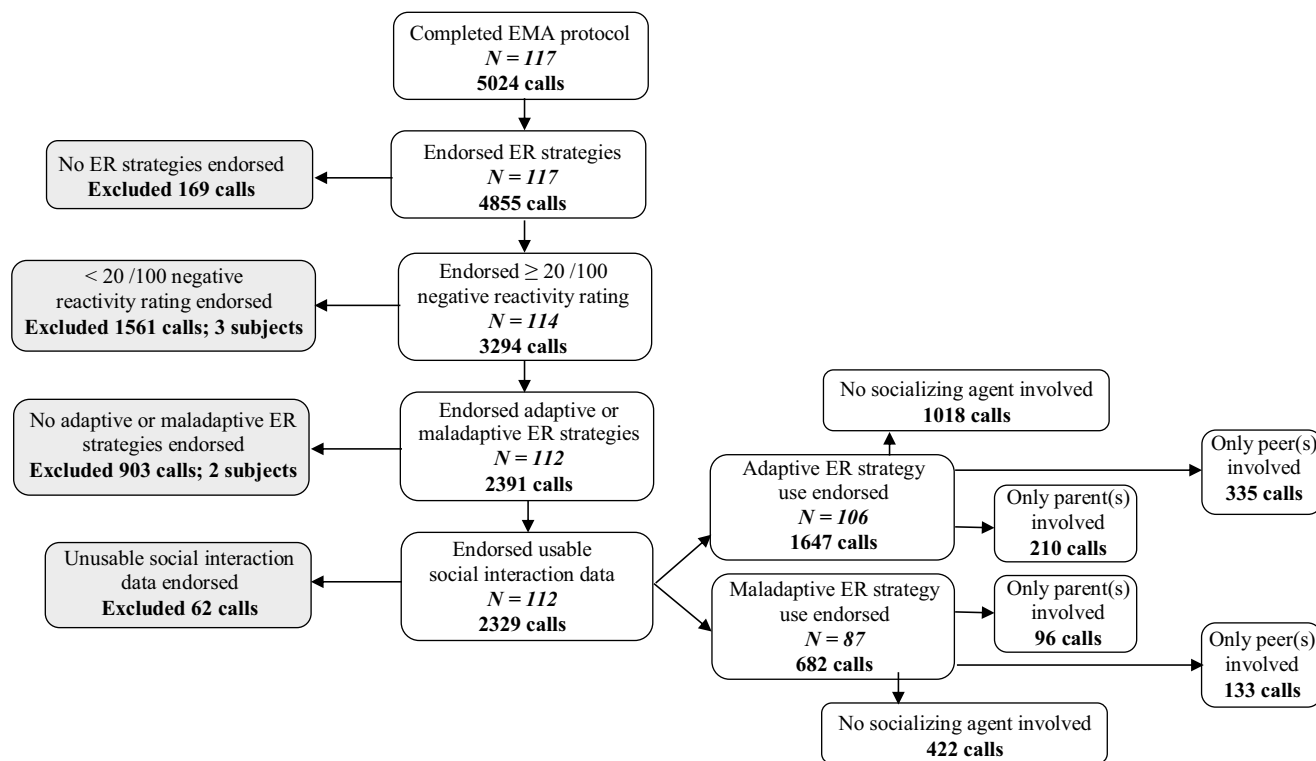 Completed EMA protocol
N = 117
5024 calls
Endorsed ER strategies
N = 117
4855 calls
No ER strategies endorsed
Excluded 169 calls
Endorsed ≥ 20 /100
negative reactivity rating
N = 114
3294 calls
< 20 /100 negative
reactivity rating endorsed
Excluded 1561 calls; 3 subjects
Endorsed adaptive or
maladaptive ER strategies
N = 112
2391 calls
No adaptive or maladaptive ER
strategies endorsed
Excluded 903 calls; 2 subjects
Endorsed usable
social interaction data
N = 112
2329 calls
Unusable social interaction
data endorsed
Excluded 62 calls
No socializing agent involved
1018 calls
Adaptive ER strategy
use endorsed
N = 106
1647 calls
Only peer(s)
involved
335 calls
Only parent(s)
involved
210 calls
Maladaptive ER strategy
use endorsed
N = 87
682 calls
Only parent(s)
involved
96 calls
Only peer(s)
involved
133 calls
No socializing agent involved
422 calls